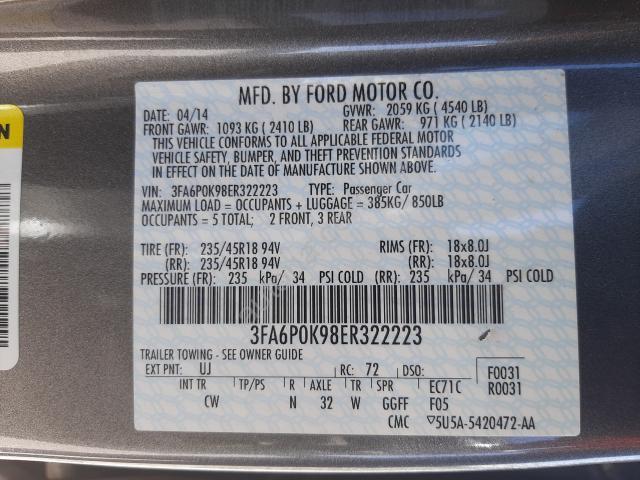 MFD. BY FORD MOTOR CO.
DATE: 04/14 GVWR: 2059 KG ( 4540 LB)
FRONT GAWR: 1093 KG ( 2410 LB) REAR GAWR: 971 KG ( 2140 LB)
THIS VEHICLE CONFORMS TO ALL APPLICABLE FEDERAL MOTOR
VEHICLE SAFETY, BUMPER, AND THEFT PREVENTION STANDARDS
IN EFFECT ON THE DATE OF MANUFACTURE SHOWN ABOVE.
VIN: 3FA6P0K98ER322223 TYPE: Passenger Car
MAXIMUM LOAD = OCCUPANTS + LUGGAGE = 385KG/ 850LB
OCCUPANTS: 5 TOTAL; 2 FRONT, 3 REAR
TIRE (FR): 235/45R18 94V RIMS (FR): 18x8.0J
(RR): 235/45R18 94V (RR): 18x8.0J
PRESSURE (FR): 235 kPa/ 34 PSI COLD (RR): 235 kPa/ 34 PSI COLD
3FA6P0K98ER322223
TRAILER TOWING - SEE OWNER GUIDE
EXT PNT: UJ RC: 72 DSO: F0031
R0031
INT TR TP/PS R AXLE TR SPR EC71C
CW N 32 W GGFF F05
CMC ▽5U5A-5420472-AA